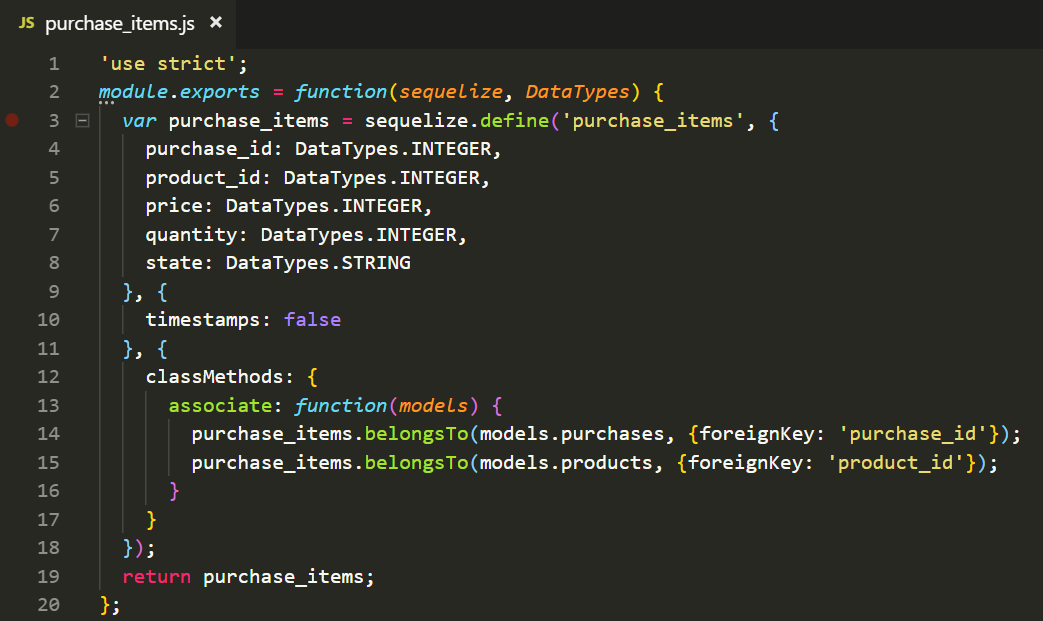 JS purchase_items.js ×
1 'use strict';
2 module.exports = function(sequelize, DataTypes) {
3 var purchase_items = sequelize.define('purchase_items', {
4 purchase_id: DataTypes.INTEGER,
5 product_id: DataTypes.INTEGER,
6 price: DataTypes.INTEGER,
7 quantity: DataTypes.INTEGER,
8 state: DataTypes.STRING
9 }, {
10 timestamps: false
11 }, {
12 classMethods: {
13 associate: function(models) {
14 purchase_items.belongsTo(models.purchases, {foreignKey: 'purchase_id'});
15 purchase_items.belongsTo(models.products, {foreignKey: 'product_id'});
16 }
17 }
18 });
19 return purchase_items;
20 };